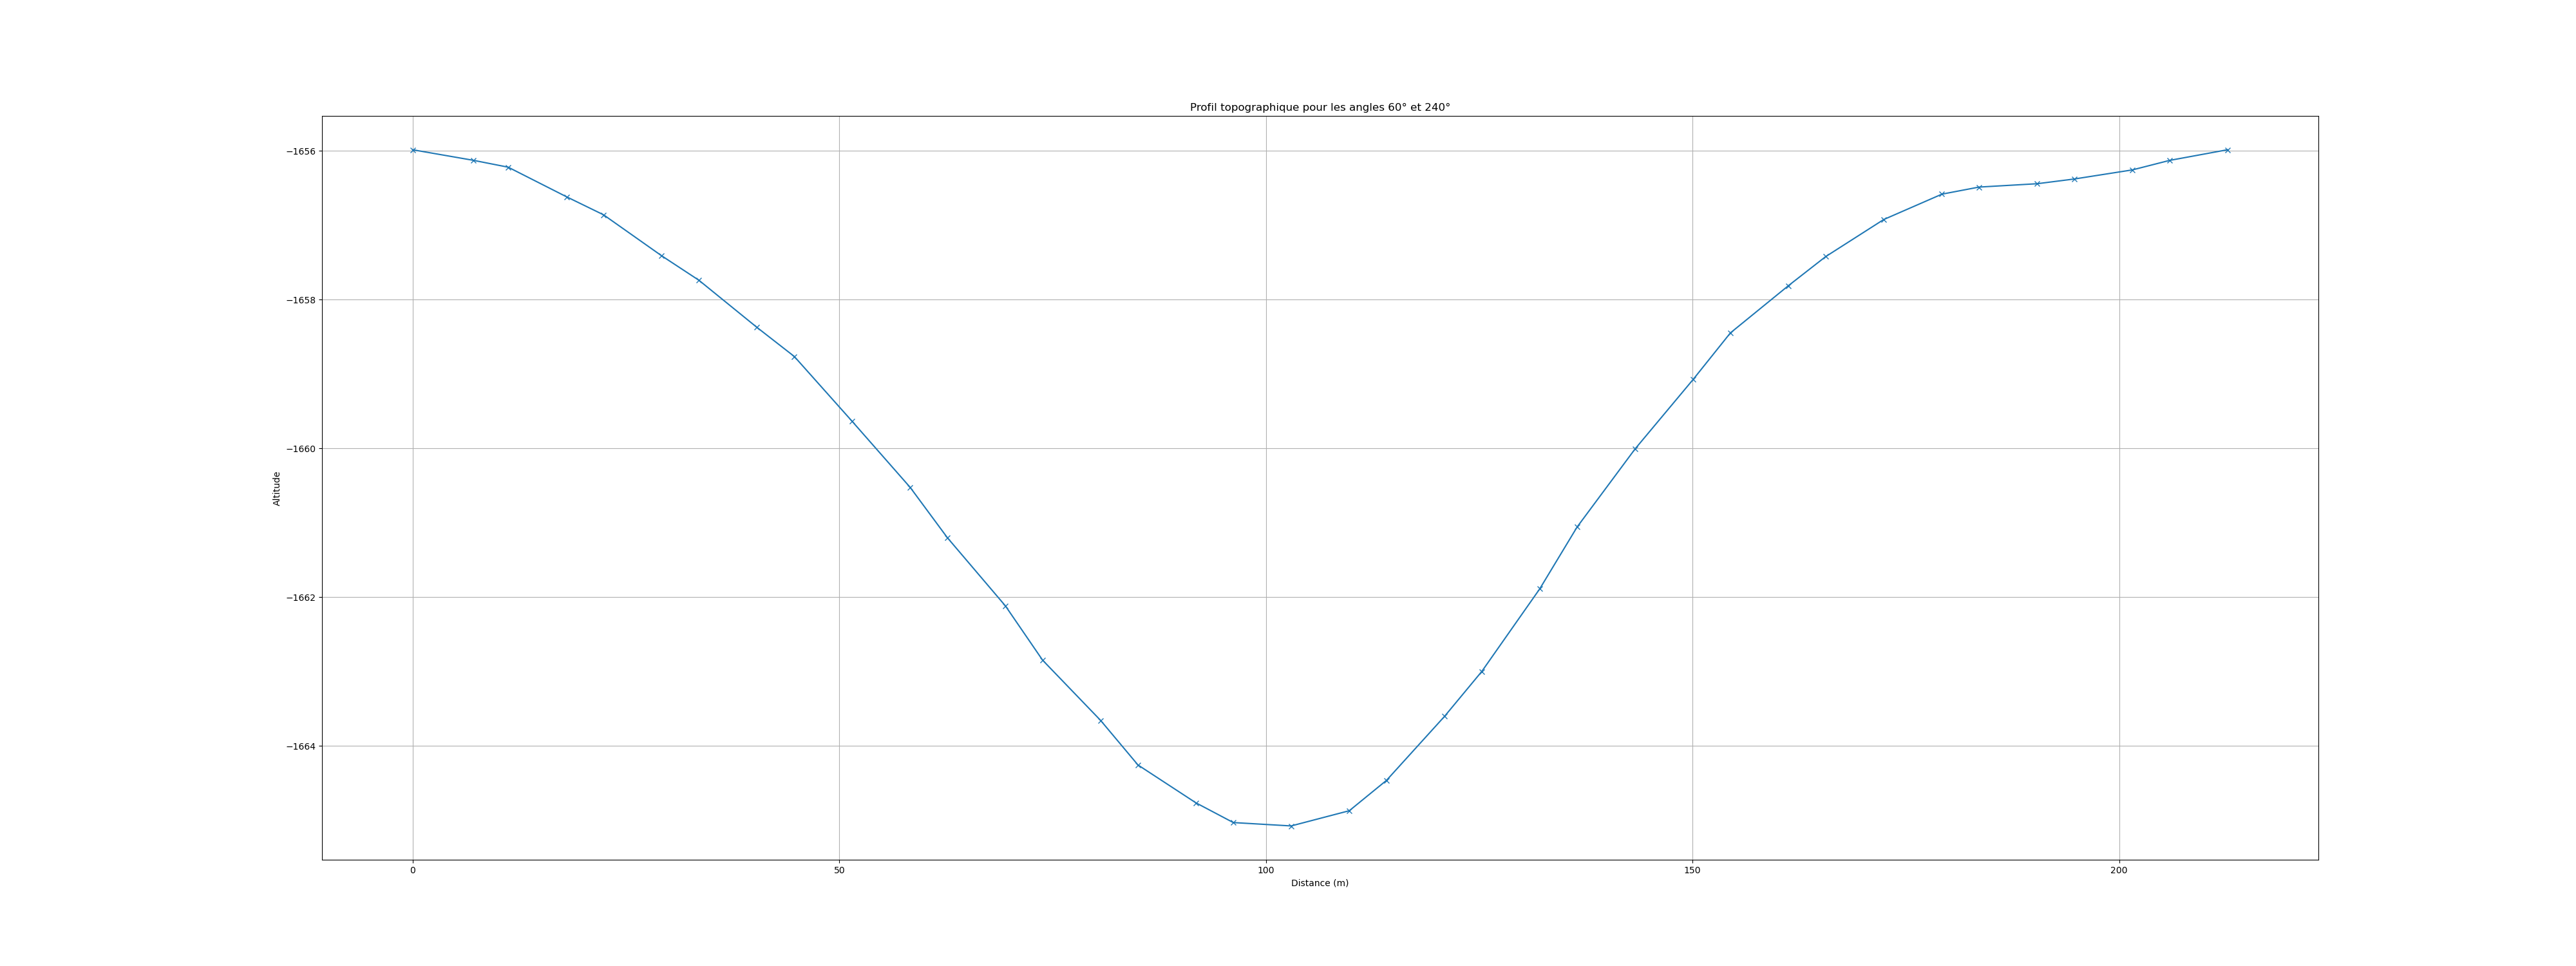 Profil topographique pour les angles 60° et 240°
−1656
−1658
−1660
−1662
−1664
Altitude
0 50 100 150 200
Distance (m)